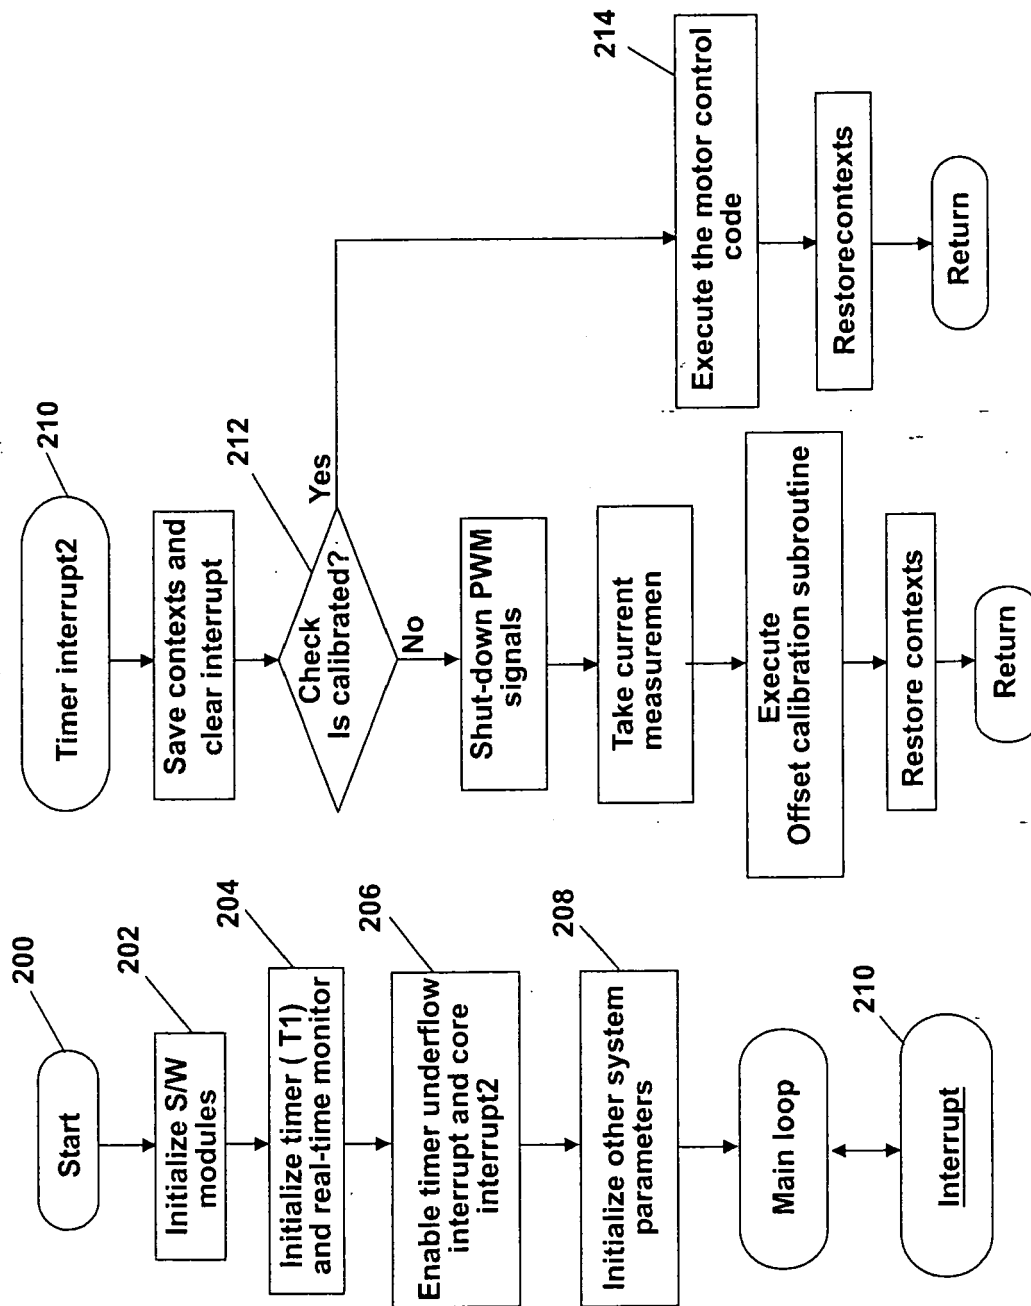 200
Start
202
Initialize S/W
modules
204
Initialize timer ( T1)
and real-time monitor
206
Enable timer underflow
interrupt and core
interrupt2
208
Initialize other system
parameters
Main loop
210
Interrupt
210
Timer interrupt2
Save contexts and
clear interrupt
212
Check
Is calibrated?
Yes
No
Shut-down PWM
signals
Take current
measuremen
Execute
Offset calibration subroutine
Restore contexts
Return
214
Execute the motor control
code
Restorecontexts
Return